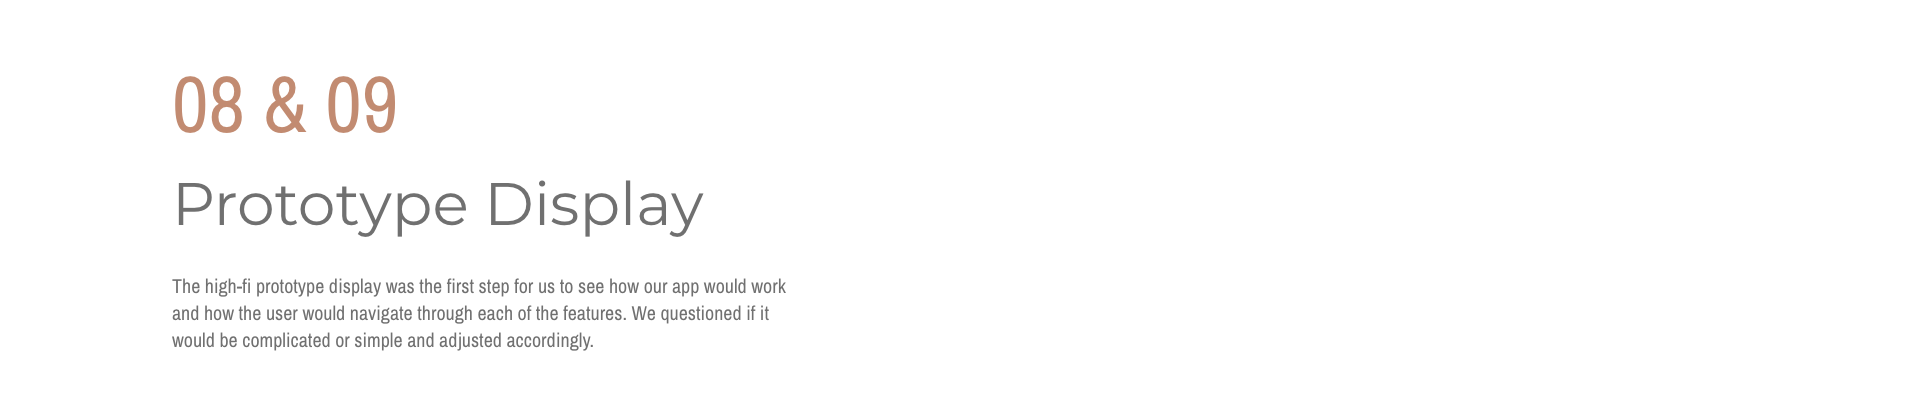 08 & 09
Prototype Display
The high-fi prototype display was the first step for us to see how our app would work
and how the user would navigate through each of the features. We questioned if it
would be complicated or simple and adjusted accordingly.